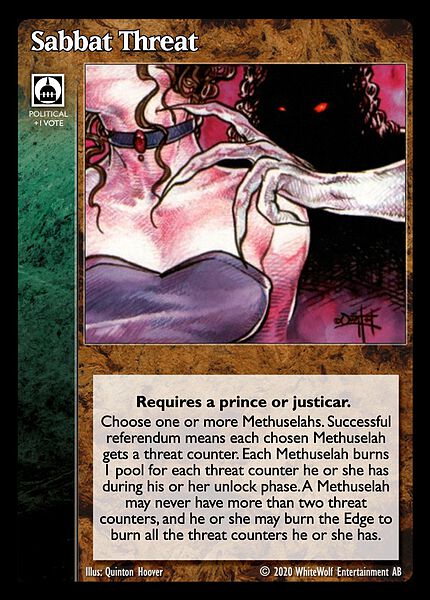 Sabbat Threat
POLITICAL
+1 VOTE
Requires a prince or justicar.
Choose one or more Methuselahs. Successful
referendum means each chosen Methuselah
gets a threat counter. Each Methuselah burns
1 pool for each threat counter he or she has
during his or her unlock phase. A Methuselah
may never have more than two threat
counters, and he or she may burn the Edge to
burn all the threat counters he or she has.
Illus: Quinton Hoover
© 2020 WhiteWolf Entertainment AB